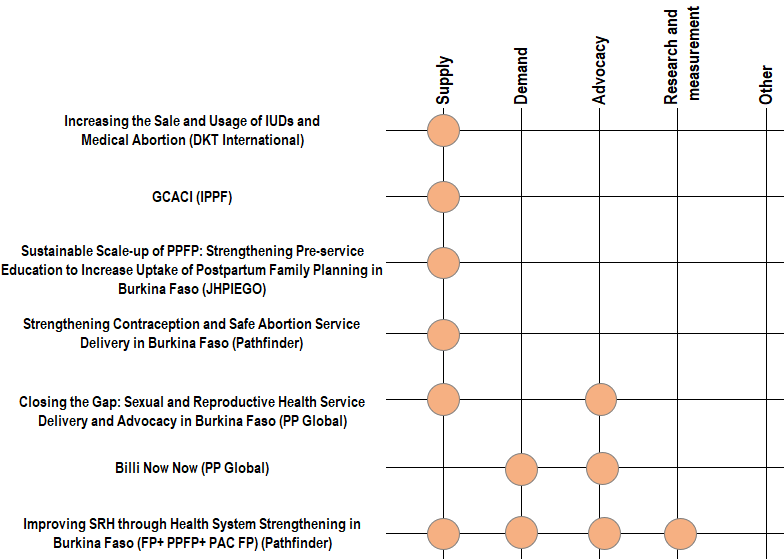 Supply
Demand
Advocacy
Research and
measurement
Other
Increasing the Sale and Usage of IUDs and
Medical Abortion (DKT International)
GCACI (IPPF)
Sustainable Scale-up of PPFP: Strengthening Pre-service
Education to Increase Uptake of Postpartum Family Planning in
Burkina Faso (JHPIEGO)
Strengthening Contraception and Safe Abortion Service
Delivery in Burkina Faso (Pathfinder)
Closing the Gap: Sexual and Reproductive Health Service
Delivery and Advocacy in Burkina Faso (PP Global)
Billi Now Now (PP Global)
Improving SRH through Health System Strengthening in
Burkina Faso (FP+ PPFP+ PAC FP) (Pathfinder)